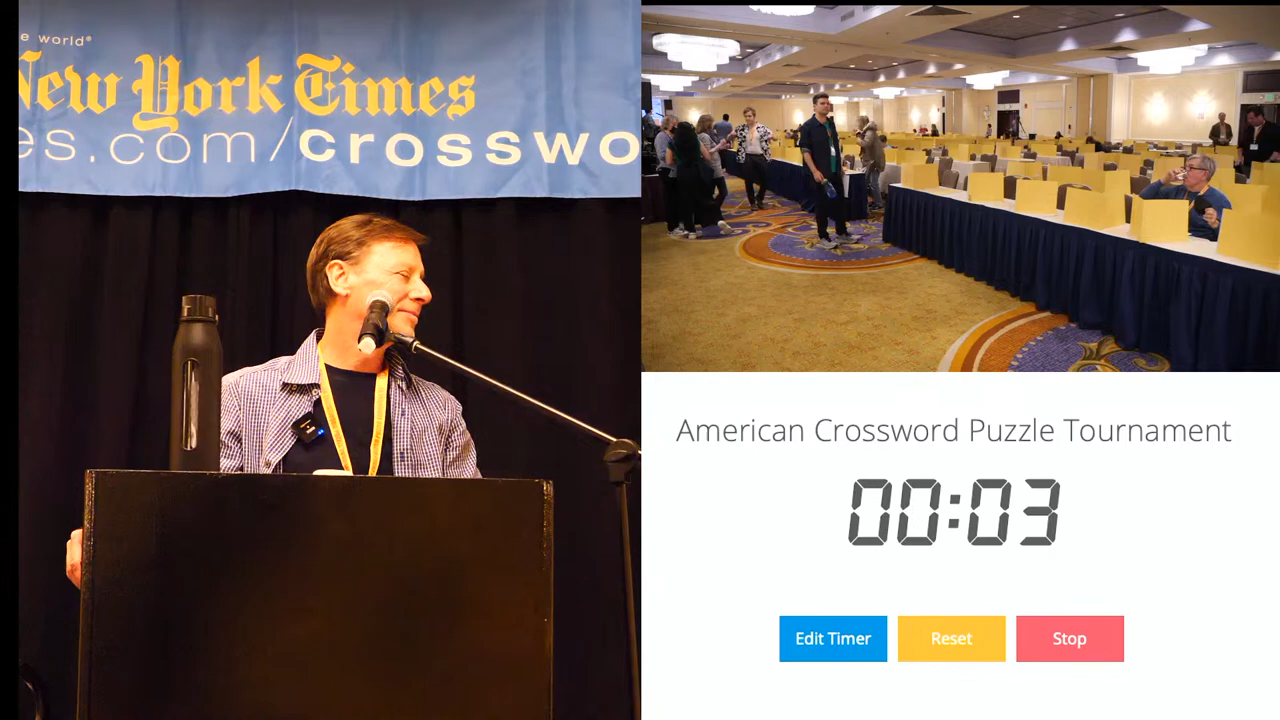 e world®
New York Times
es.com/crosswo
American Crossword Puzzle Tournament
00:03
Edit Timer
Reset
Stop